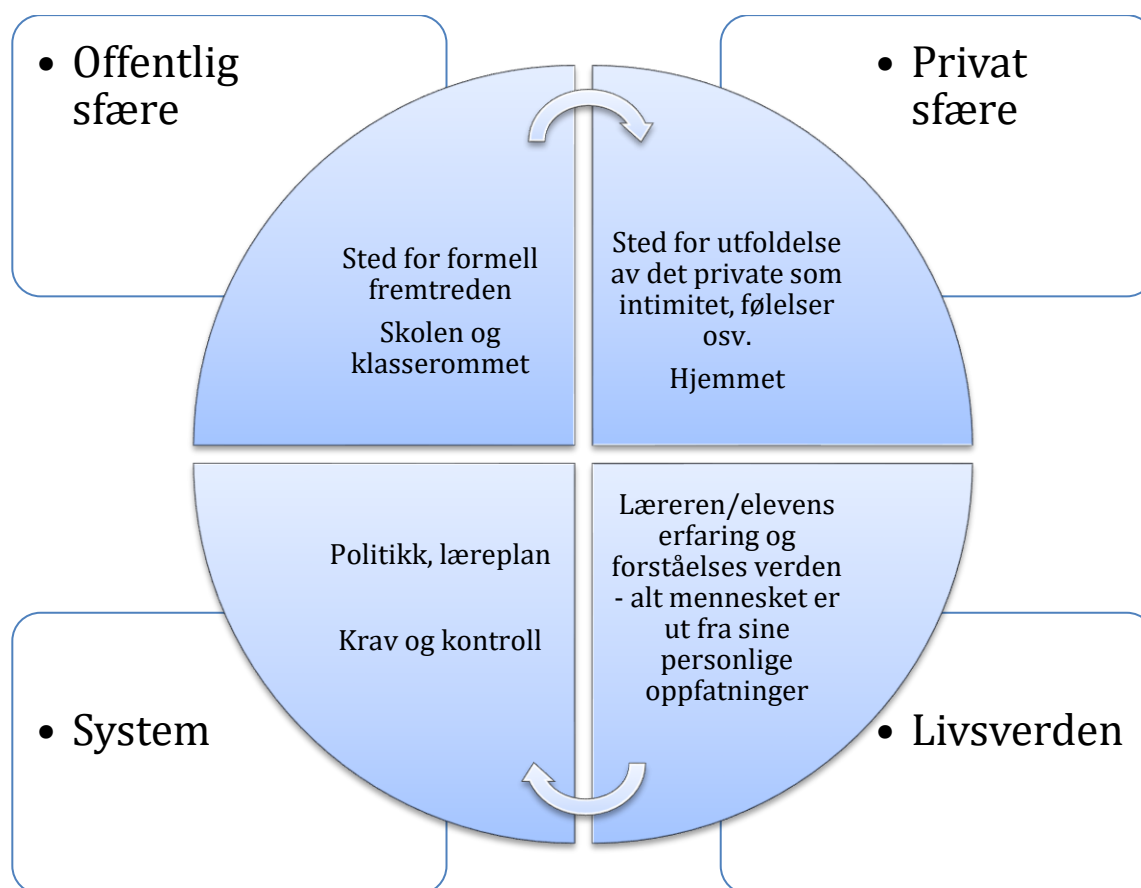 • Offentlig
sfære
• Privat
sfære
Sted for formell
fremtreden
Skolen og
klasserommet
Sted for utfoldelse
av det private som
intimitet, følelser
osv.
Hjemmet
Politikk, læreplan
Krav og kontroll
Læreren/elevens
erfaring og
forståelses verden
- alt mennesket er
ut fra sine
personlige
oppfatninger
• System
• Livsverden